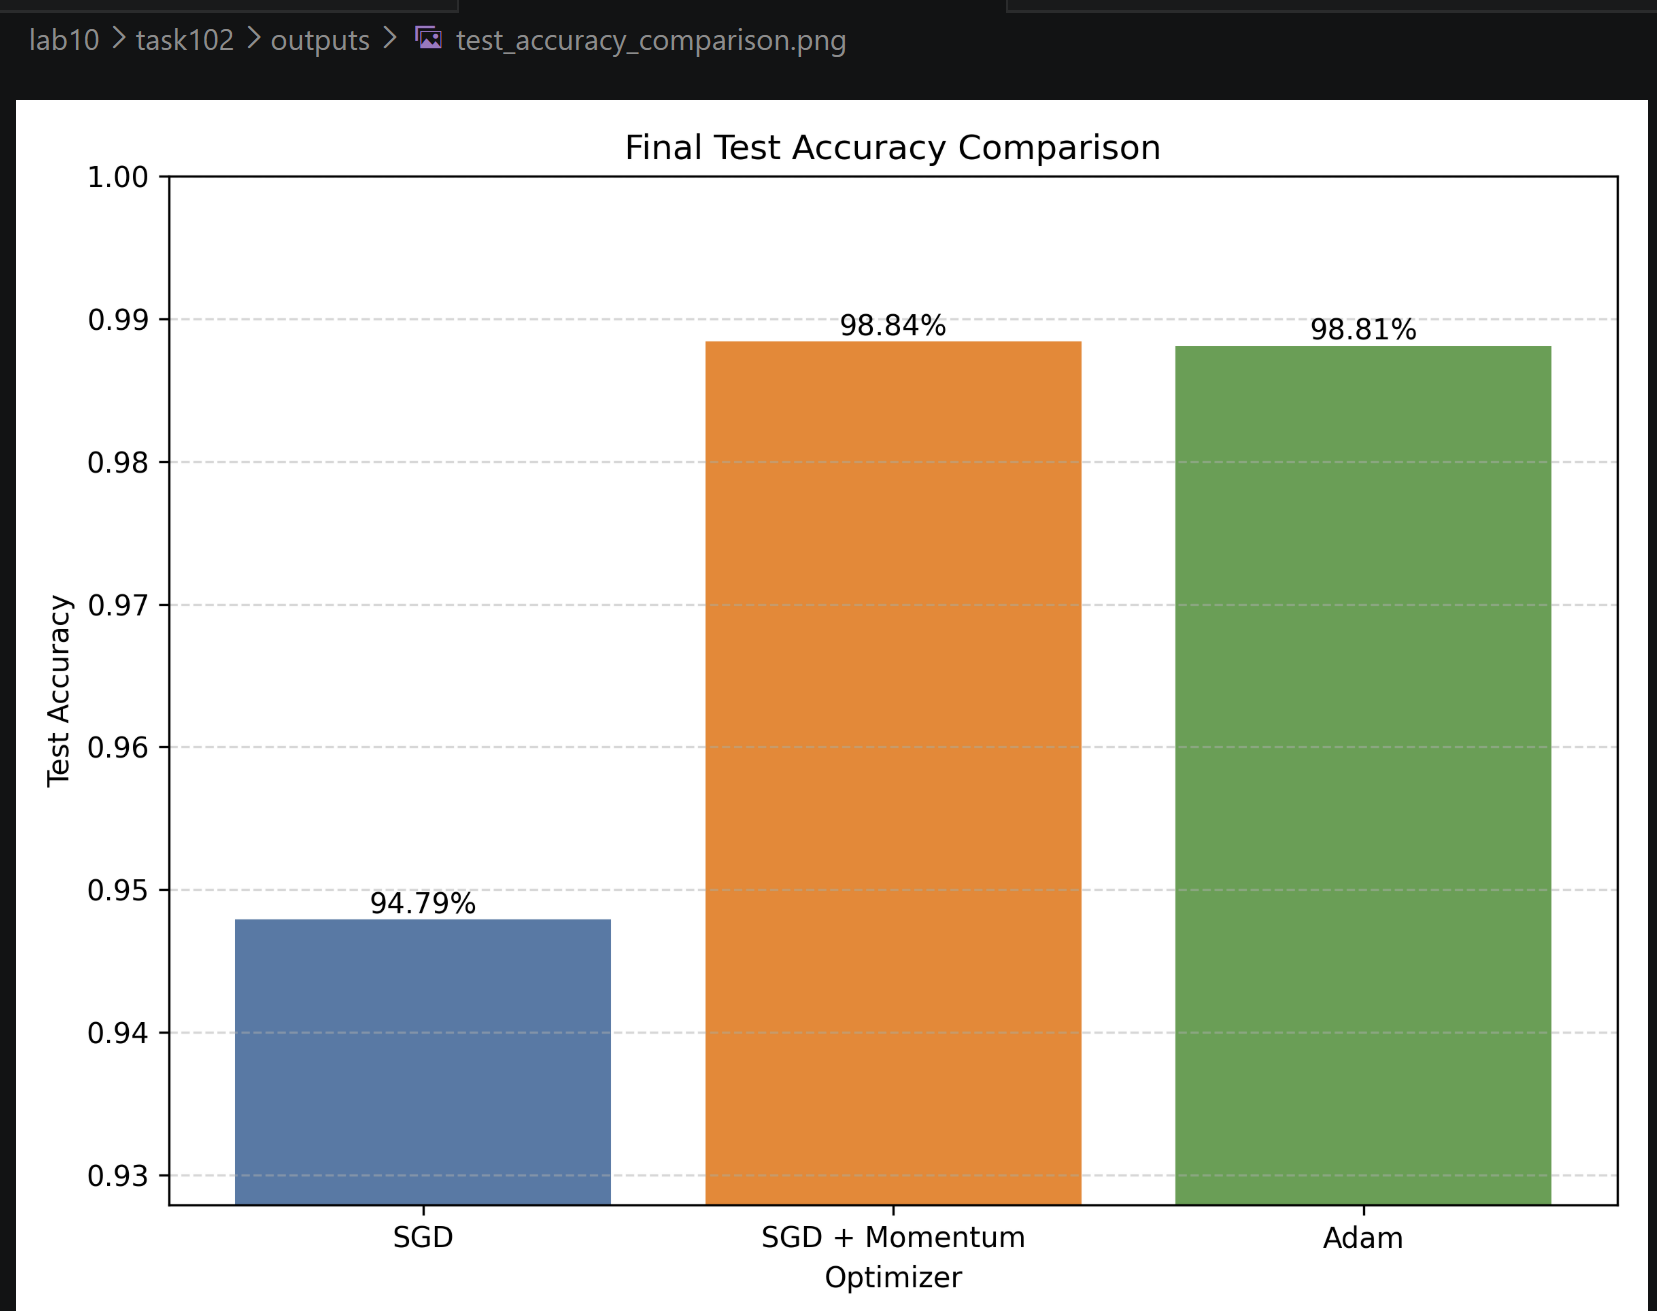 lab10 > task102 > outputs > test_accuracy_comparison.png
Final Test Accuracy Comparison
1.00
0.99
0.98
0.97
0.96
0.95
0.94
0.93
Test Accuracy
94.79%
98.84%
98.81%
SGD
SGD + Momentum
Adam
Optimizer